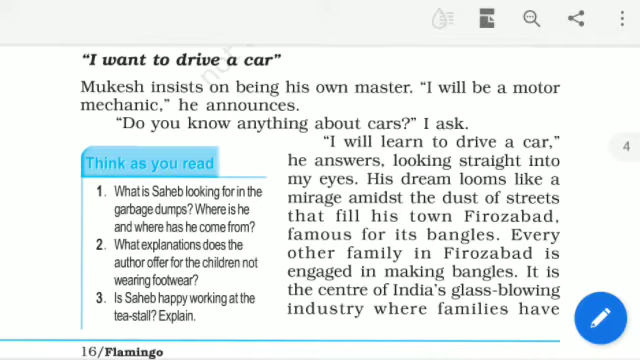 "I want to drive a car"
Mukesh insists on being his own master. "I will be a motor
mechanic," he announces.
"Do you know anything about cars?" I ask.
"I will learn to drive a car,"
he answers, looking straight into
my eyes. His dream looms like a
mirage amidst the dust of streets
that fill his town Firozabad,
famous for its bangles. Every
other family in Firozabad is
engaged in making bangles. It is
the centre of India's glass-blowing
industry where families have
Think as you read
1. What is Saheb looking for in the
garbage dumps? Where is he
and where has he come from?
2. What explanations does the
author offer for the children not
wearing footwear?
3. Is Saheb happy working at the
tea-stall? Explain.
16/Flamingo
4